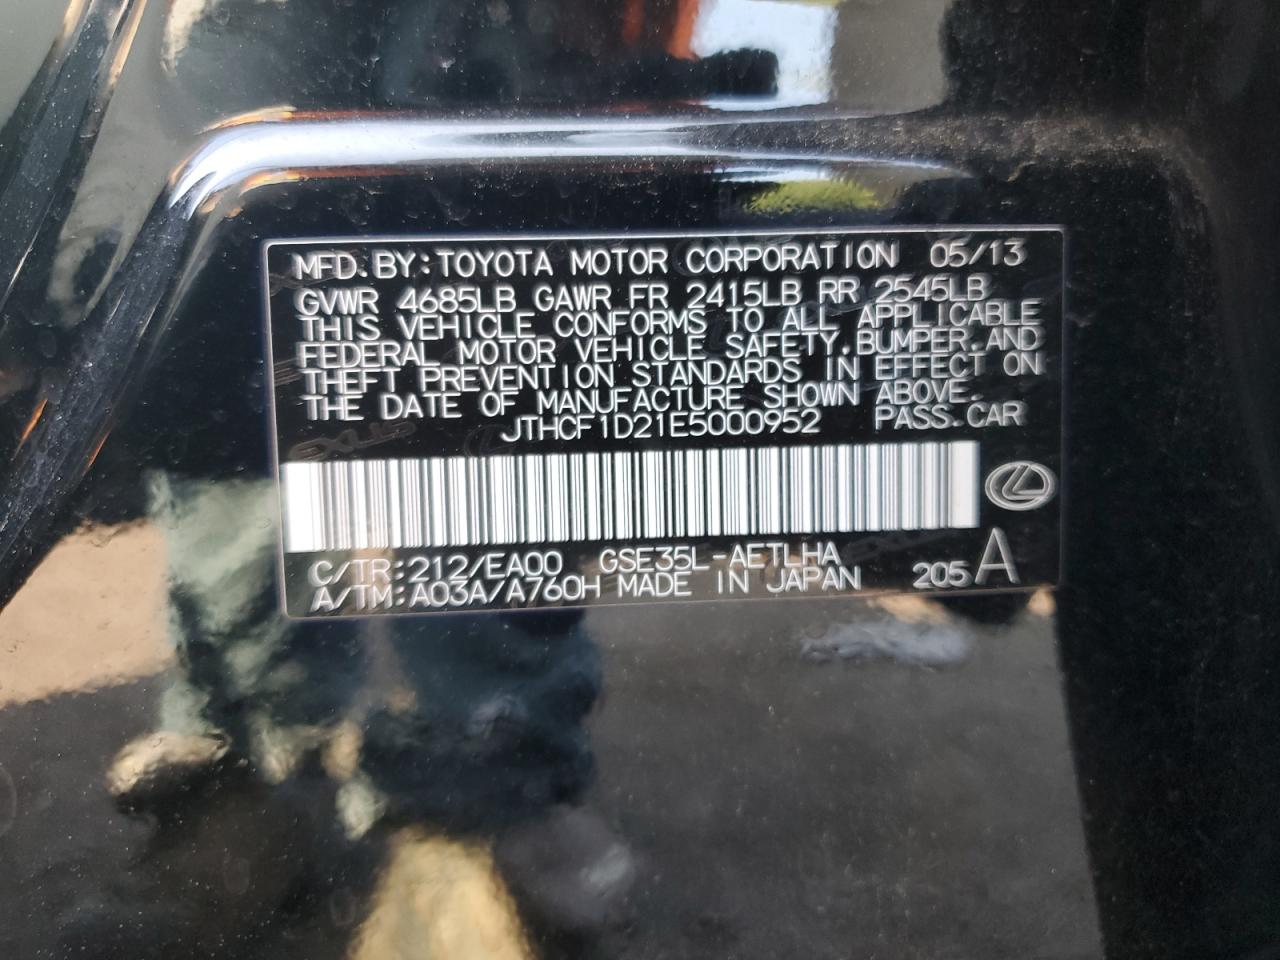 MFD.BY:TOYOTA MOTOR CORPORATION 05/13
GVWR 4685LB GAWR FR 2415LB RR 2545LB
THIS VEHICLE CONFORMS TO ALL APPLICABLE
FEDERAL MOTOR VEHICLE SAFETY,BUMPER,AND
THEFT PREVENTION STANDARDS IN EFFECT ON
THE DATE OF MANUFACTURE SHOWN ABOVE.
JTHCF1D21E5000952 PASS.CAR
C/TR:212/EA00 GSE35L-AETLHA
A/TM:A03A/A760H MADE IN JAPAN 205 A